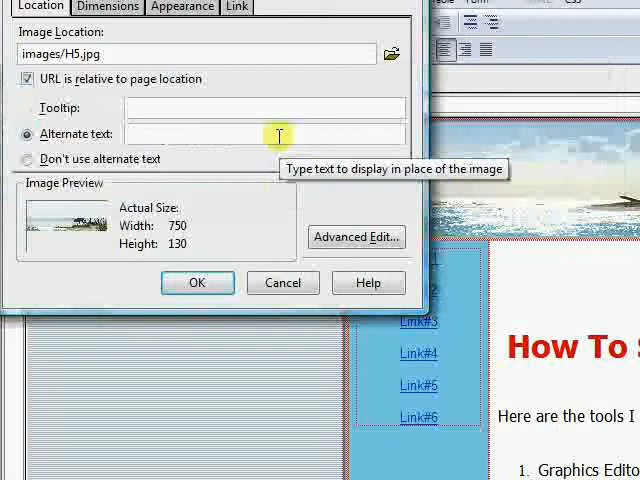 Location
Dimensions
Appearance
Link
Image Location:
images/H5.jpg
URL is relative to page location
Tooltip:
Alternate text:
Don't use alternate text
Type text to display in place of the image
Image Preview
Actual Size:
Width: 750
Height: 130
Advanced Edit...
OK
Cancel
Help
Link#3
Link#4
Link#5
Link#6
How To
Here are the tools I
1. Graphics Edito